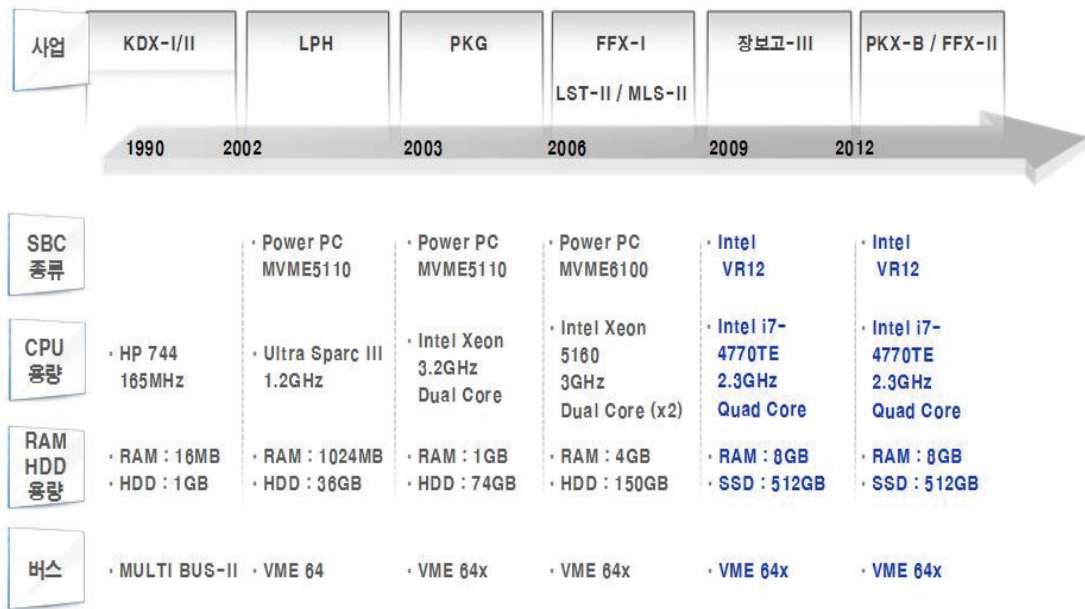 사업 KDX-I/II LPH PKG FFX-I 장보고-III PKX-B / FFX-II
LST-II / MLS-II
1990 2002 2003 2006 2009 2012
SBC
종류
· Power PC
MVME5110
· Power PC
MVME5110
· Power PC
MVME6100
· Intel
VR12
· Intel
VR12
CPU
용량
· HP 744
165MHz
· Ultra Sparc III
1.2GHz
· Intel Xeon
3.2GHz
Dual Core
· Intel Xeon
5160
3GHz
Dual Core (x2)
· Intel i7-
4770TE
2.3GHz
Quad Core
· Intel i7-
4770TE
2.3GHz
Quad Core
RAM
HDD
용량
· RAM : 16MB
· HDD : 1GB
· RAM : 1024MB
· HDD : 36GB
· RAM : 1GB
· HDD : 74GB
· RAM : 4GB
· HDD : 150GB
· RAM : 8GB
· SSD : 512GB
· RAM : 8GB
· SSD : 512GB
버스
· MULTI BUS-II
· VME 64
· VME 64x
· VME 64x
· VME 64x
· VME 64x